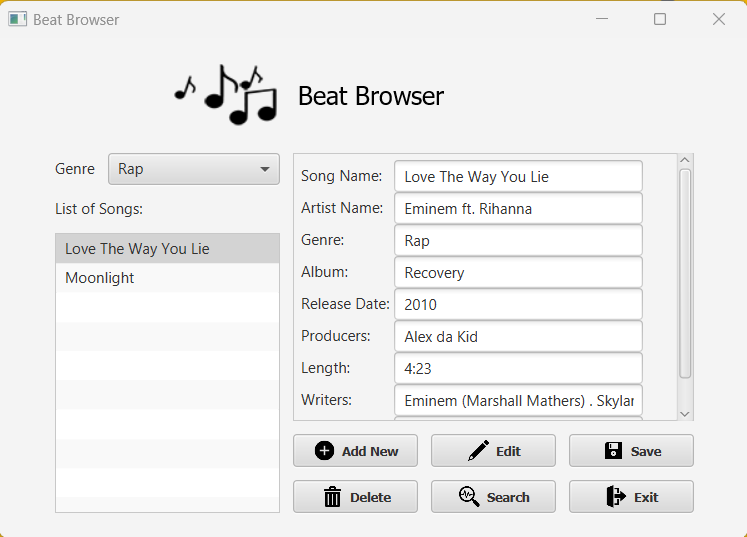 Beat Browser
Beat Browser
Genre Rap
List of Songs:
Love The Way You Lie
Moonlight
Song Name: Love The Way You Lie
Artist Name: Eminem ft. Rihanna
Genre: Rap
Album: Recovery
Release Date: 2010
Producers: Alex da Kid
Length: 4:23
Writers: Eminem (Marshall Mathers) . Skylar
Add New Edit Save
Delete Search Exit